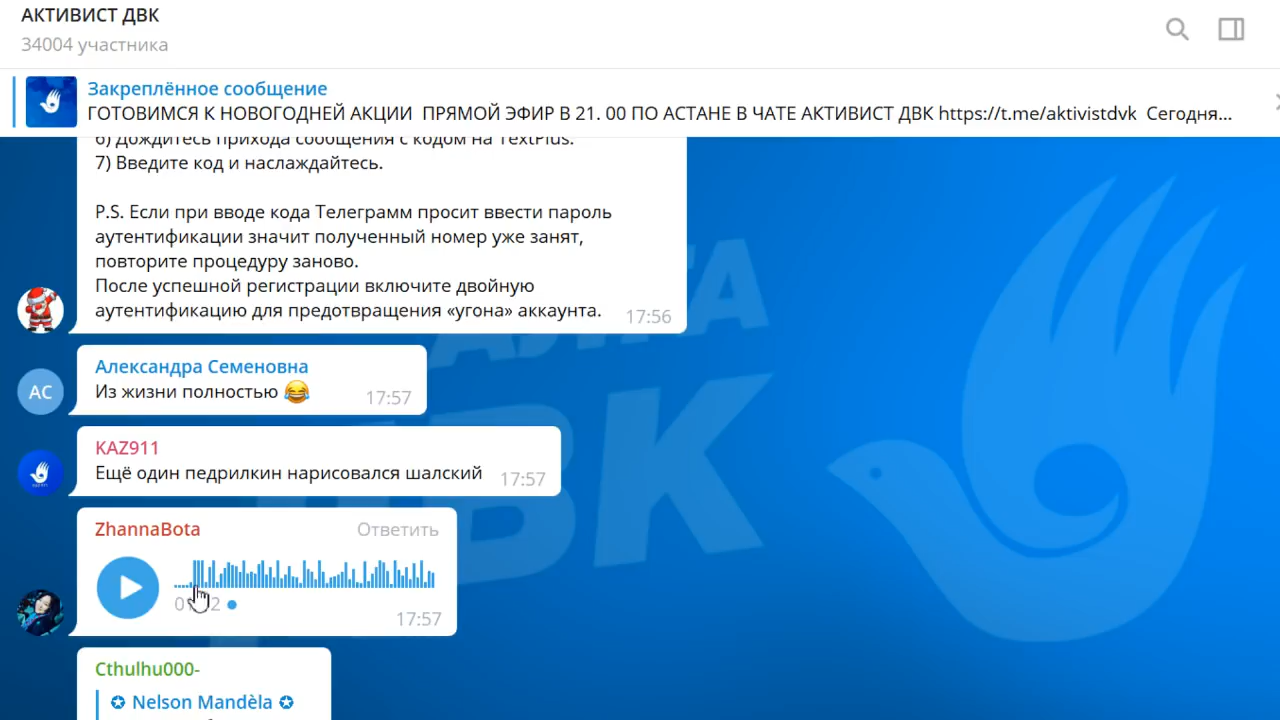 АКТИВИСТ ДВК
34004 участника
Закреплённое сообщение
ГОТОВИМСЯ К НОВОГОДНЕЙ АКЦИИ ПРЯМОЙ ЭФИР В 21. 00 ПО АСТАНЕ В ЧАТЕ АКТИВИСТ ДВК https://t.me/aktivistdvk Сегодня...
6) Дождитесь прихода сообщения с кодом на TextPlus.
7) Введите код и наслаждайтесь.
P.S. Если при вводе кода Телеграмм просит ввести пароль
аутентификации значит полученный номер уже занят,
повторите процедуру заново.
После успешной регистрации включите двойную
аутентификацию для предотвращения «угона» аккаунта.
17:56
АС
Александра Семеновна
Из жизни полностью 😂
17:57
KAZ911
Ещё один педрилкин нарисовался шалский
17:57
ZhannaBota
Ответить
17:57
Cthulhu000-
✪ Nelson Mandèla ✪
ДВК